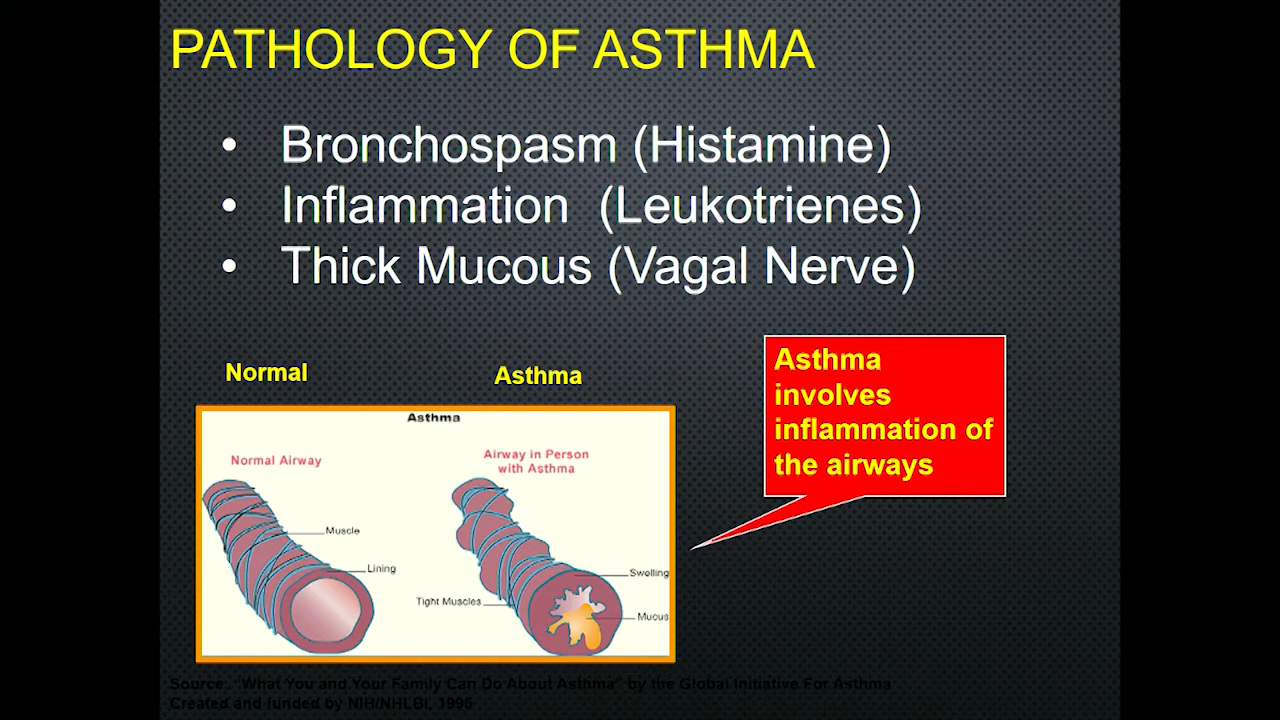 PATHOLOGY OF ASTHMA
• Bronchospasm (Histamine)
• Inflammation (Leukotrienes)
• Thick Mucous (Vagal Nerve)
Normal
Asthma
Asthma
involves
inflammation of
the airways
Asthma
Normal Airway
Airway in Person
with Asthma
Muscle
Lining
Swelling
Tight Muscles
Mucus
Source: "What You and Your Family Can Do About Asthma" by the Global Initiative For Asthma
Created and funded by NIH/NHLBI, 1995